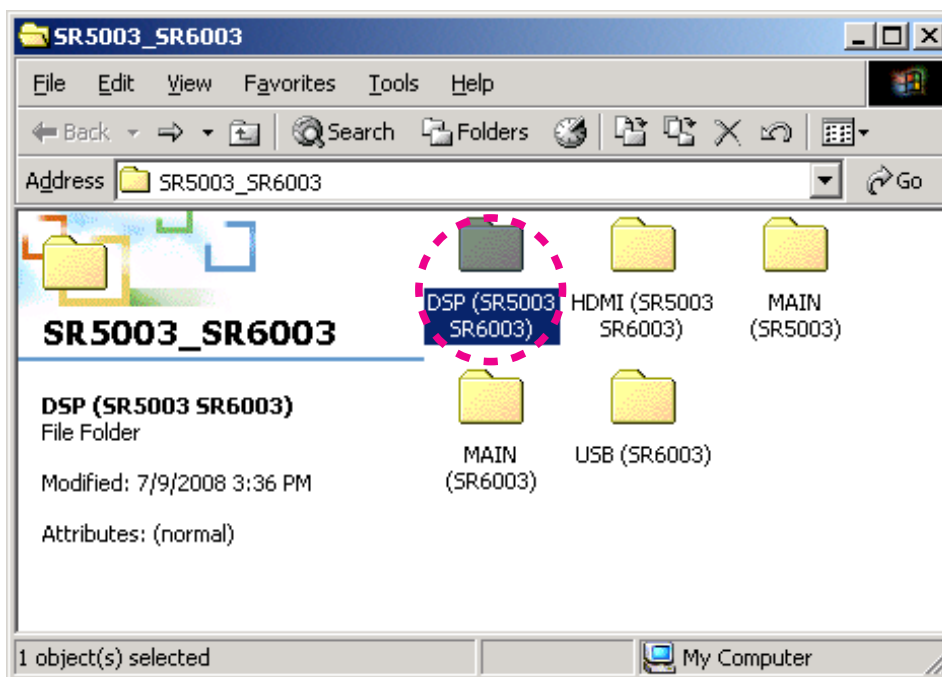 SR5003_SR6003
File Edit View Favorites Tools Help
Back Search Folders
Address SR5003_SR6003 Go
SR5003_SR6003
DSP (SR5003 SR6003)
File Folder
Modified: 7/9/2008 3:36 PM
Attributes: (normal)
DSP (SR5003
SR6003)
HDMI (SR5003
SR6003)
MAIN
(SR5003)
MAIN
(SR6003)
USB (SR6003)
1 object(s) selected
My Computer